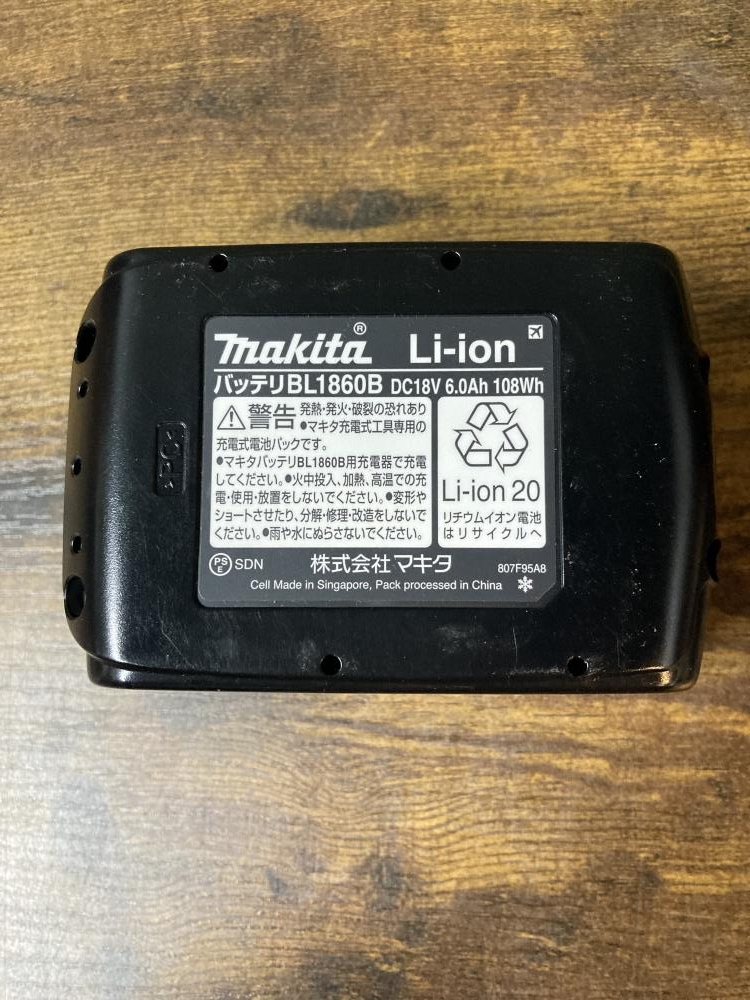 makita® Li-ion
バッテリBL1860B DC18V 6.0Ah 108Wh
警告 発熱・発火・破裂の恐れあり
●マキタ充電式工具専用の
充電式電池パックです。
●マキタバッテリBL1860B用充電器で充電
してください。●火中投入、加熱、高温での充
電・使用・放置をしないでください。●変形や
ショートさせたり、分解・修理・改造をしないで
ください。●雨や水にぬらさないでください。
Li-ion 20
リチウムイオン電池
はリサイクルへ
PSE SDN 株式会社マキタ 807F95A8
Cell Made in Singapore, Pack processed in China